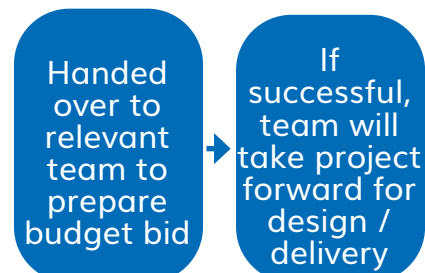 Handed
over to
relevant
team to
prepare
budget bid
If
successful,
team will
take project
forward for
design /
delivery